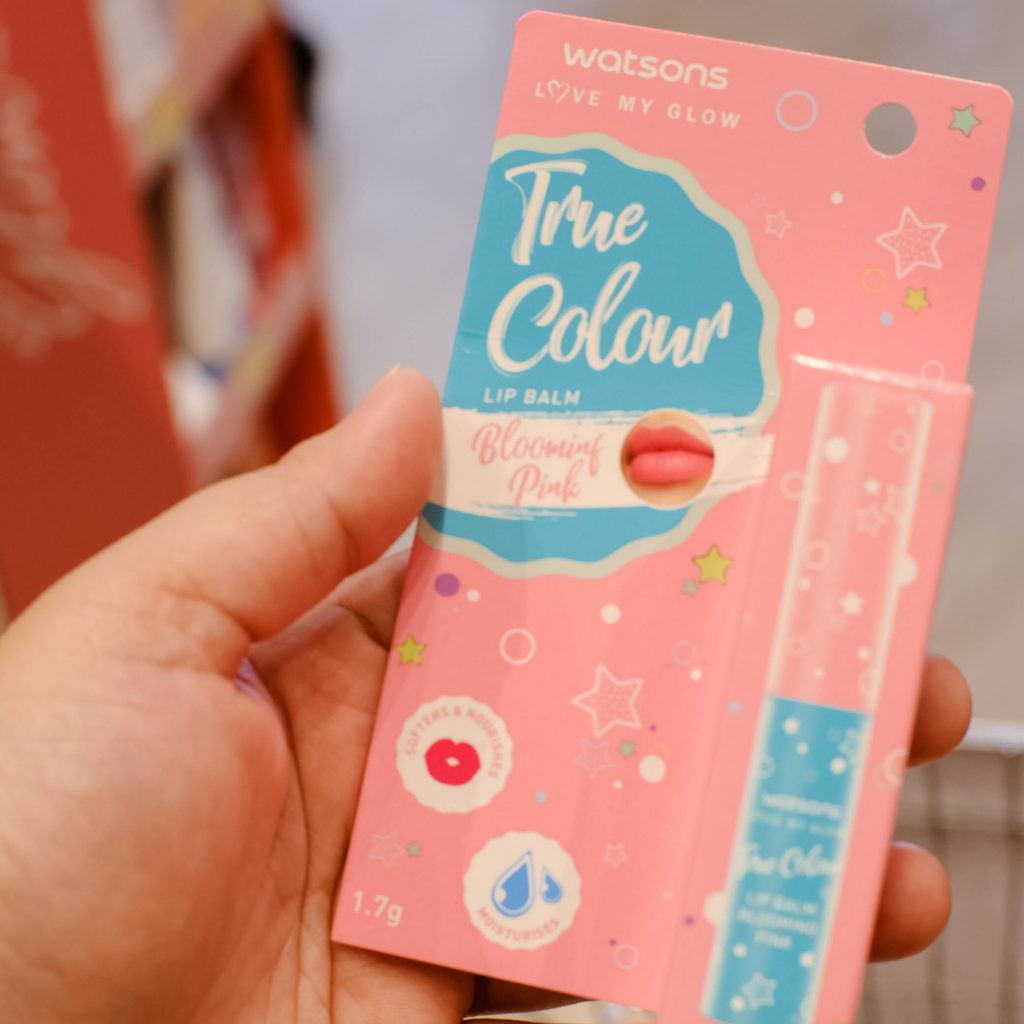 watsons
LOVE MY GLOW
True
Colour
LIP BALM
Blooming
Pink
SOFTENS & NOURISHES
MOISTURISES
1.7g
watsons
True Colour
LIP BALM
BLOOMING
PINK